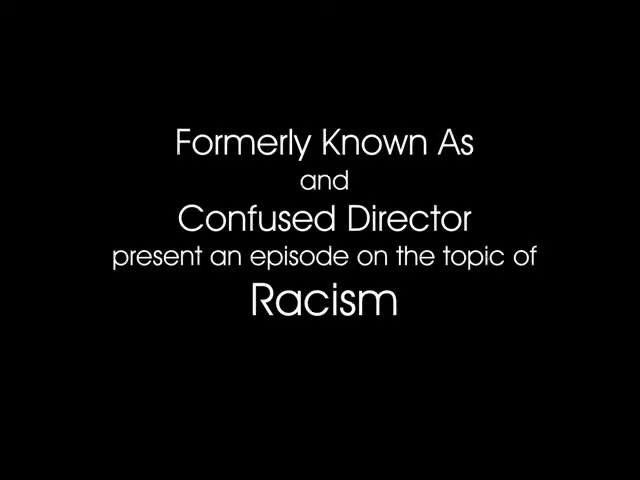 Formerly Known As
and
Confused Director
present an episode on the topic of
Racism